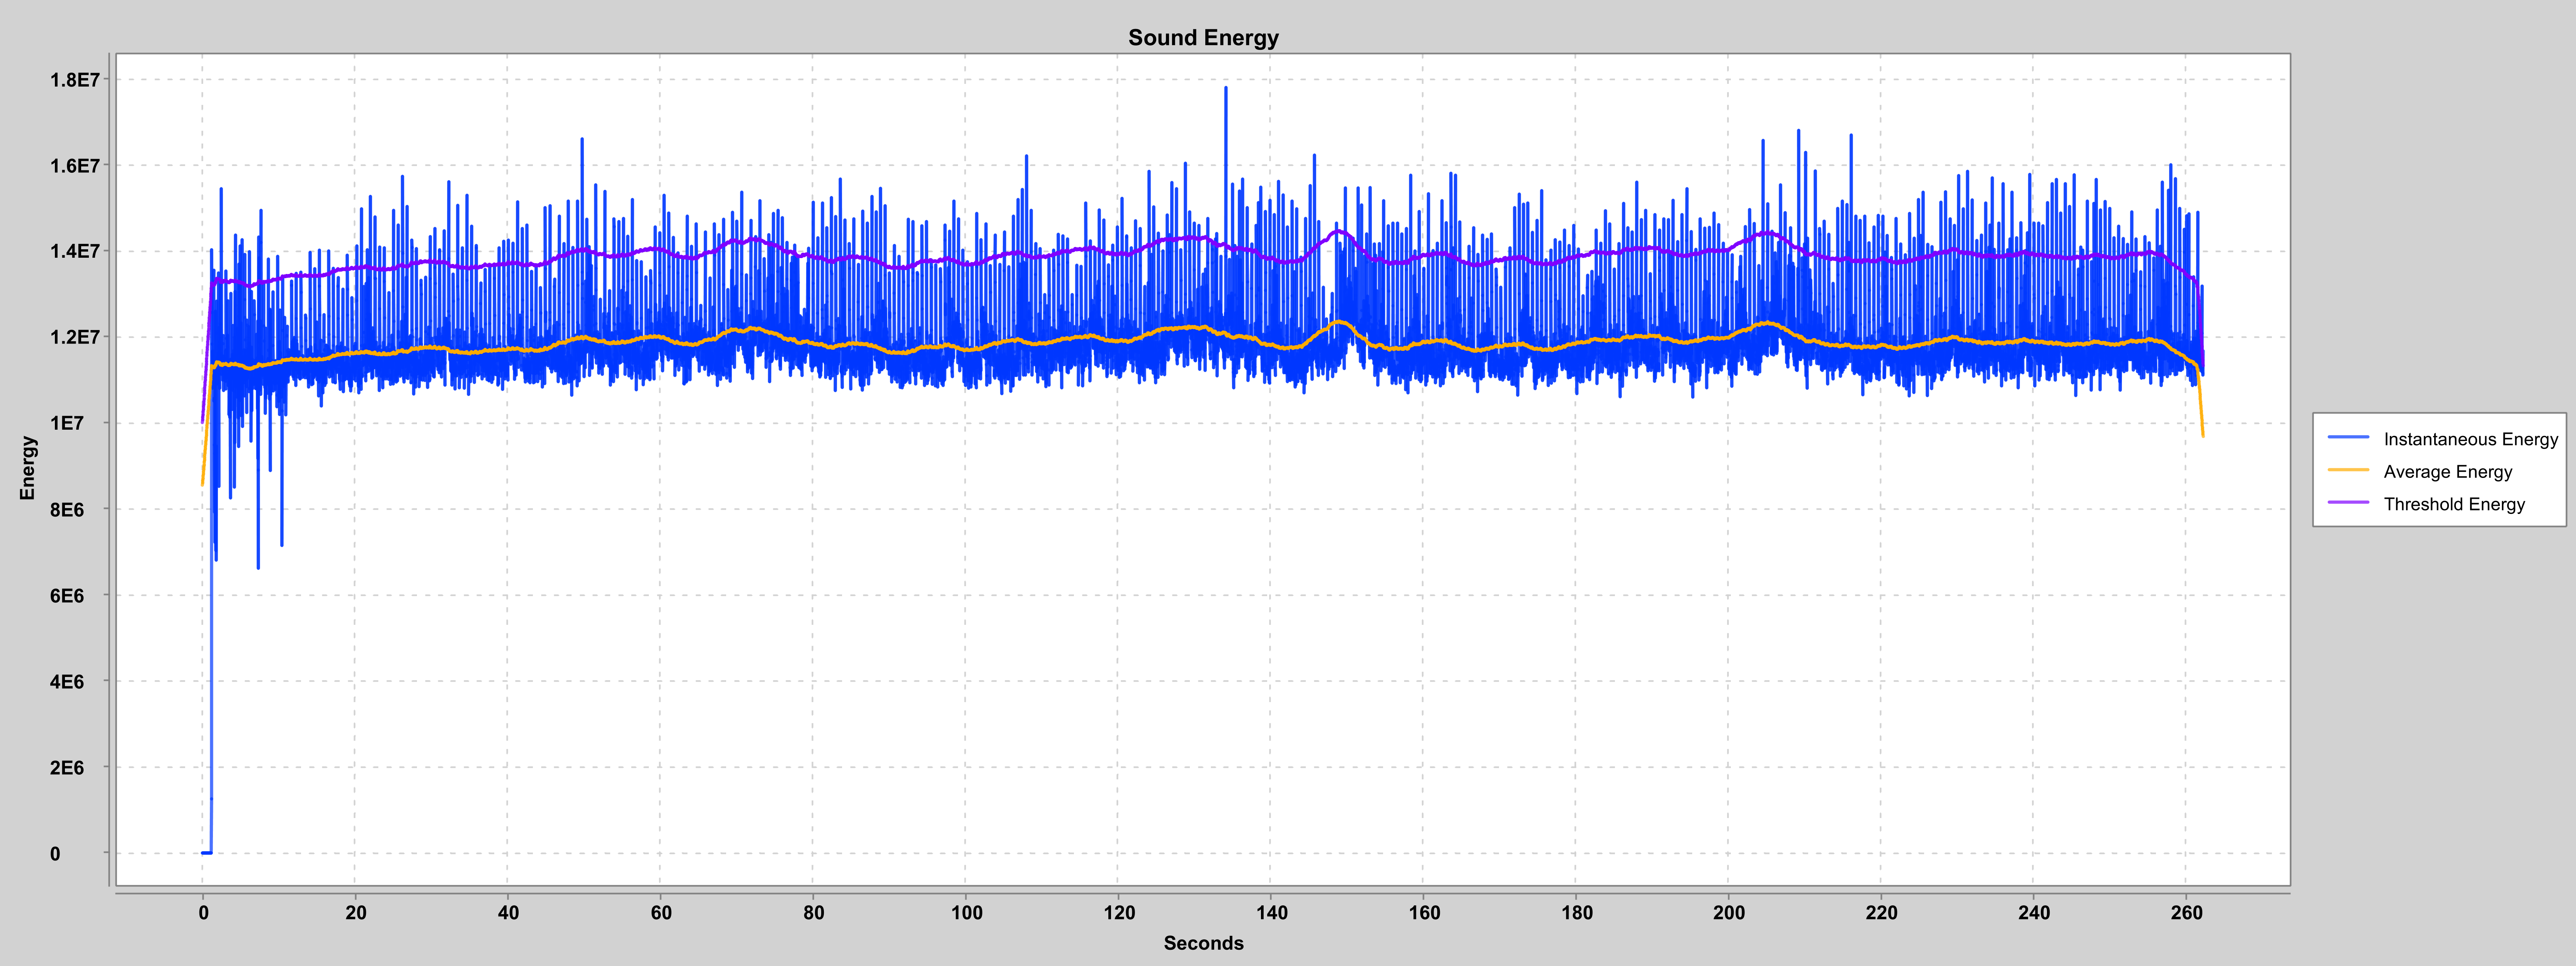 Sound Energy
1.8E7
1.6E7
1.4E7
1.2E7
1E7
8E6
6E6
4E6
2E6
0
Energy
0 20 40 60 80 100 120 140 160 180 200 220 240 260
Seconds
Instantaneous Energy
Average Energy
Threshold Energy